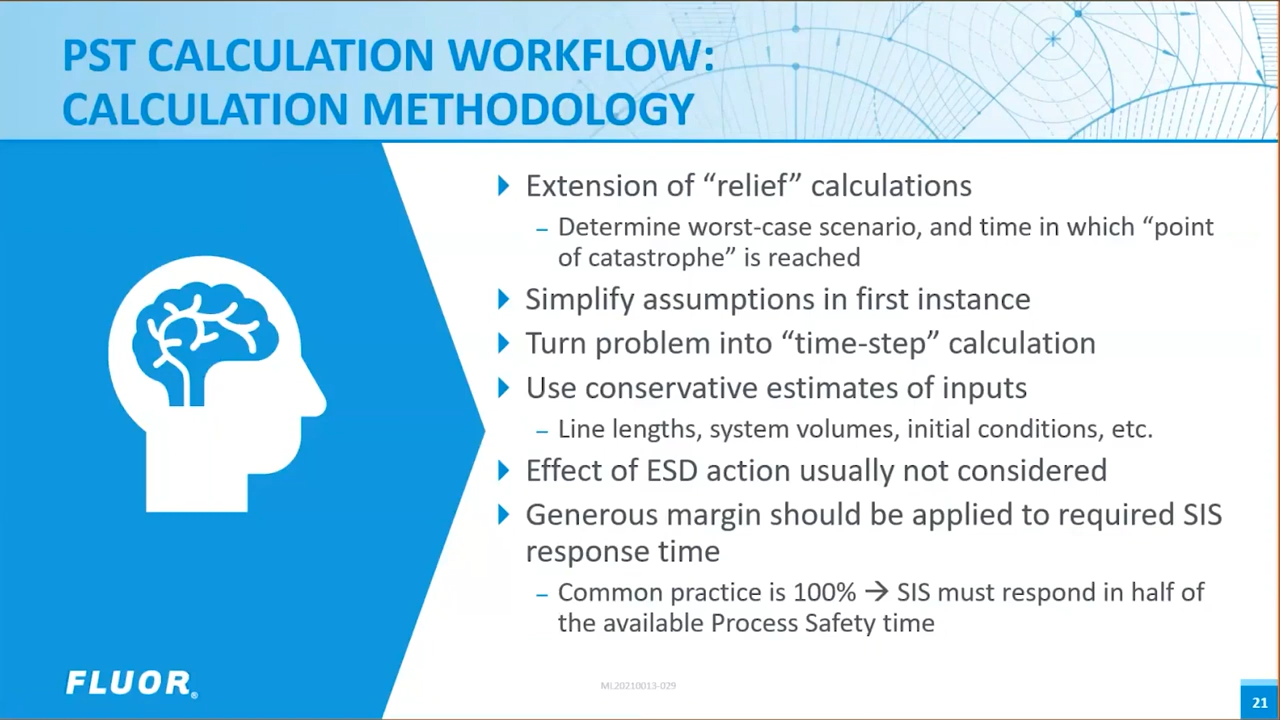 PST CALCULATION WORKFLOW:
CALCULATION METHODOLOGY
Extension of “relief” calculations
– Determine worst-case scenario, and time in which “point
of catastrophe” is reached
Simplify assumptions in first instance
Turn problem into “time-step” calculation
Use conservative estimates of inputs
– Line lengths, system volumes, initial conditions, etc.
Effect of ESD action usually not considered
Generous margin should be applied to required SIS
response time
– Common practice is 100% → SIS must respond in half of
the available Process Safety time
FLUOR®
ML20210013-029
21